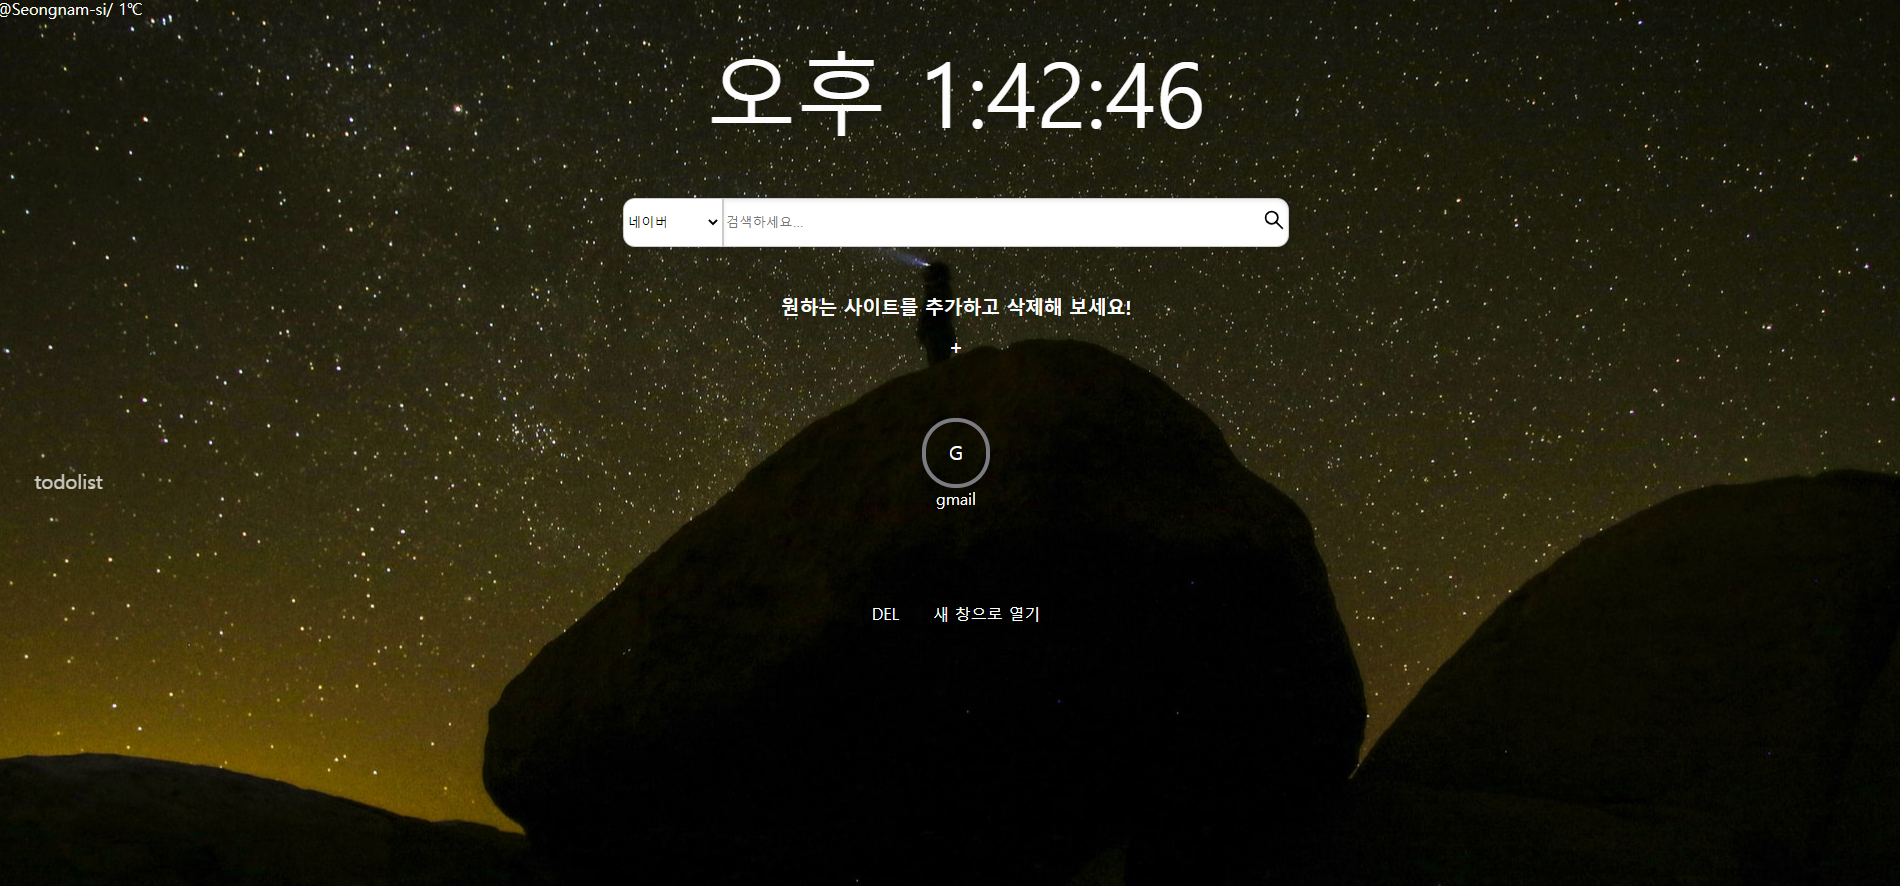 @Seongnam-si/ 1℃
오후 1:42:46
네이버 검색하세요...
원하는 사이트를 추가하고 삭제해 보세요!
+
G
gmail
todolist
DEL 새 창으로 열기